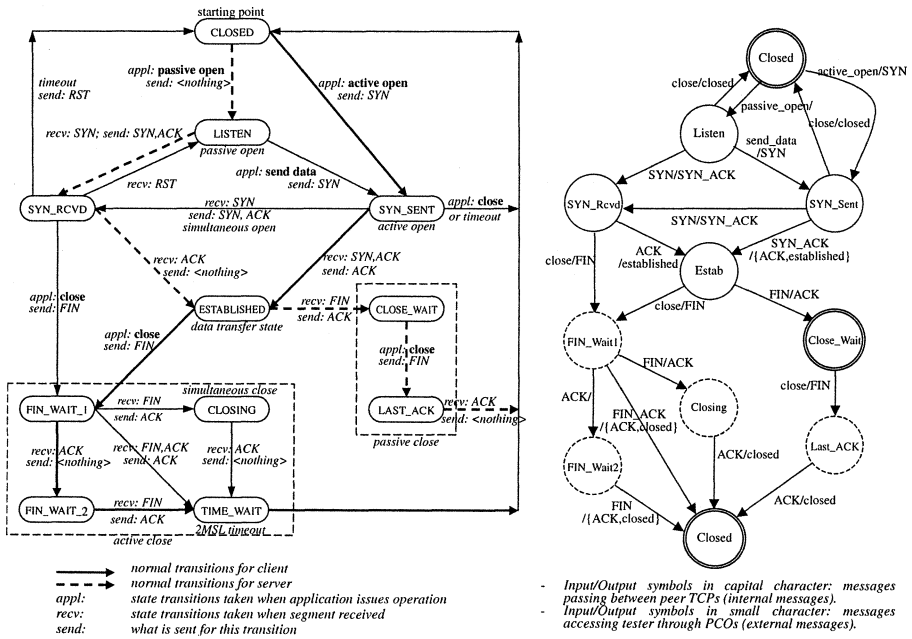 starting point
CLOSED
timeout
send: RST
appl: passive open
send: <nothing>
appl: active open
send: SYN
recv: SYN; send: SYN,ACK
LISTEN
passive open
recv: RST
appl: send data
send: SYN
SYN_RCVD
recv: SYN
send: SYN, ACK
simultaneous open
SYN_SENT
active open
appl: close
or timeout
recv: ACK
send: <nothing>
recv: SYN,ACK
send: ACK
appl: close
send: FIN
ESTABLISHED
data transfer state
recv: FIN
send: ACK
CLOSE_WAIT
appl: close
send: FIN
appl: close
send: FIN
LAST_ACK
recv: ACK
send: <nothing>
passive close
simultaneous close
FIN_WAIT_1
recv: FIN
send: ACK
CLOSING
recv: ACK
send: <nothing>
recv: FIN,ACK
send: ACK
recv: ACK
send: <nothing>
FIN_WAIT_2
recv: FIN
send: ACK
TIME_WAIT
2MSL timeout
active close
normal transitions for client
normal transitions for server
appl: state transitions taken when application issues operation
recv: state transitions taken when segment received
send: what is sent for this transition
Closed
close/closed
active_open/SYN
passive_open/
close/closed
Listen
send_data
/SYN
SYN/SYN_ACK
SYN_Rcvd
SYN_Sent
SYN/SYN_ACK
close/FIN
ACK
/established
SYN_ACK
/{ACK,established}
Estab
close/FIN
FIN/ACK
FIN_Wait1
Close_Wait
FIN/ACK
close/FIN
ACK/
FIN_ACK
/{ACK,closed}
Closing
Last_ACK
FIN_Wait2
ACK/closed
FIN
/{ACK,closed}
ACK/closed
Closed
- Input/Output symbols in capital character: messages
passing between peer TCPs (internal messages).
- Input/Output symbols in small character: messages
accessing tester through PCOs (external messages).